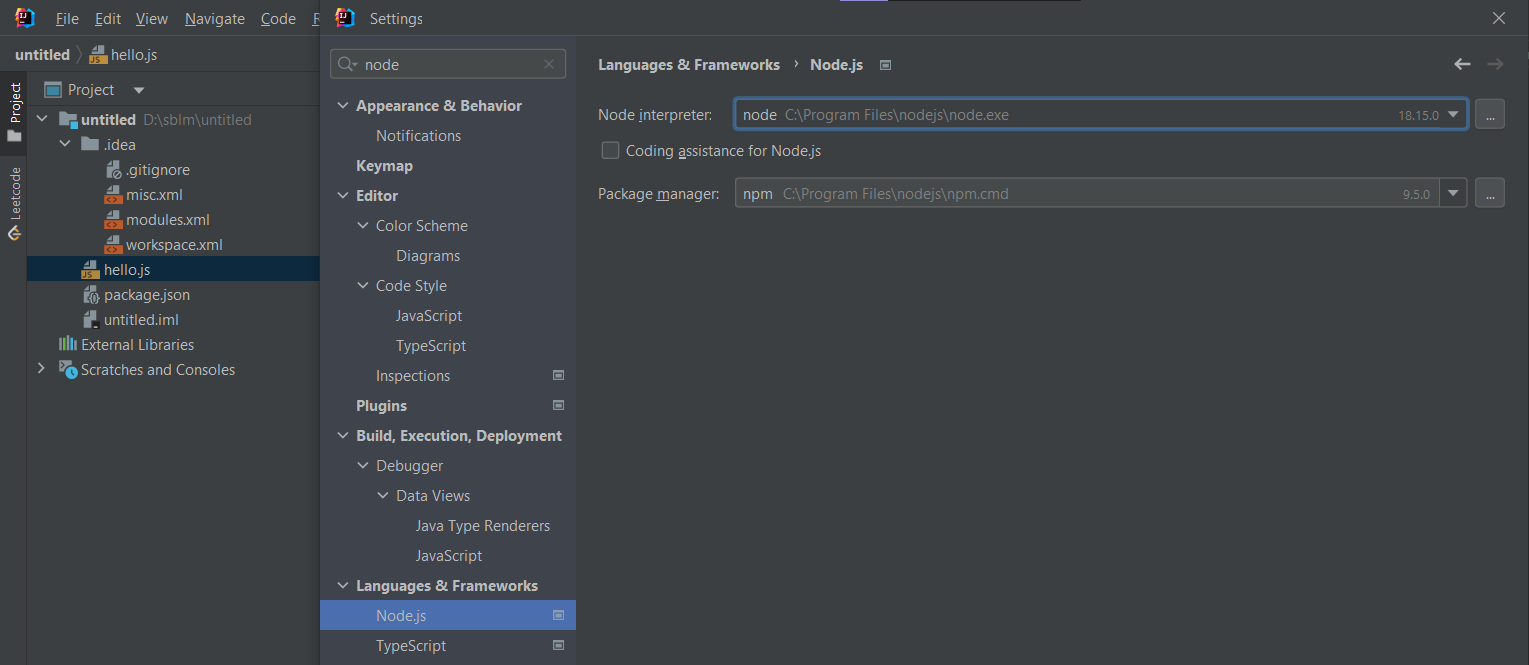 File Edit View Navigate Code R
Settings
untitled hello.js
node
Languages & Frameworks › Node.js
Project
Project
untitled D:\sblm\untitled
.idea
.gitignore
misc.xml
modules.xml
workspace.xml
hello.js
package.json
untitled.iml
External Libraries
Scratches and Consoles
Leetcode
Appearance & Behavior
Notifications
Keymap
Editor
Color Scheme
Diagrams
Code Style
JavaScript
TypeScript
Inspections
Plugins
Build, Execution, Deployment
Debugger
Data Views
Java Type Renderers
JavaScript
Languages & Frameworks
Node.js
TypeScript
Node interpreter: node C:\Program Files\nodejs\node.exe 18.15.0 ...
Coding assistance for Node.js
Package manager: npm C:\Program Files\nodejs\npm.cmd 9.5.0 ...